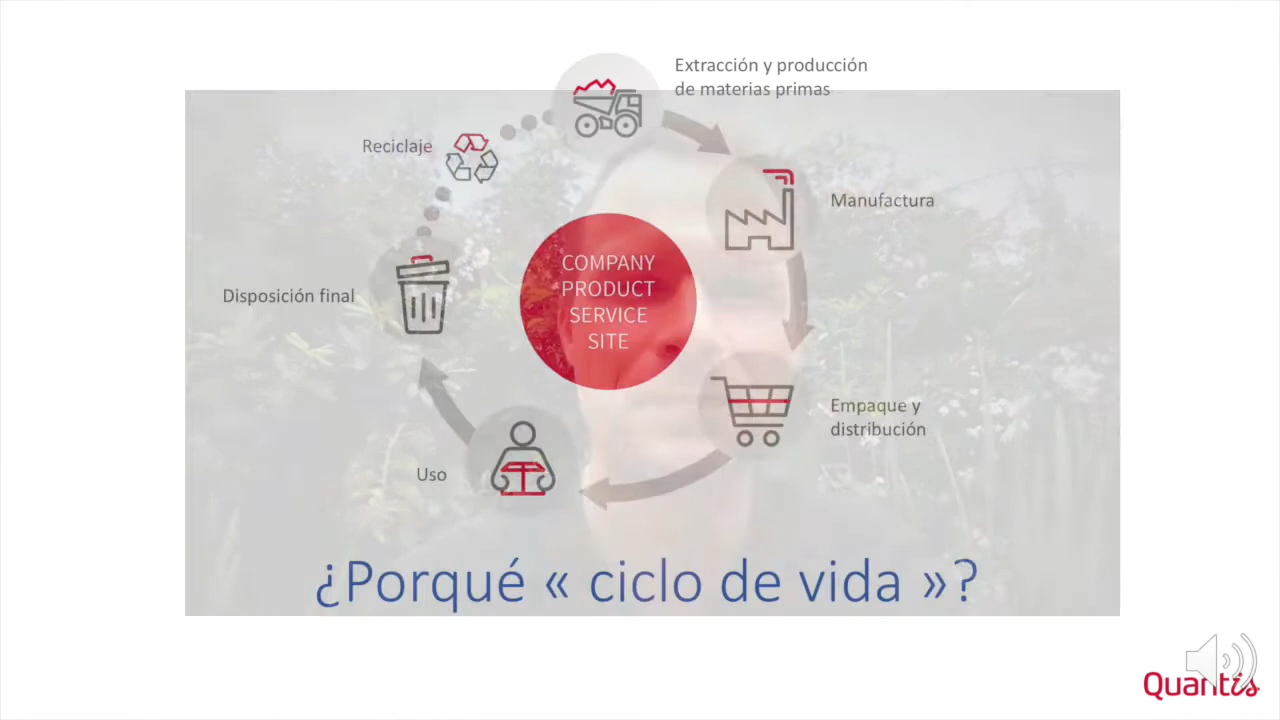 Extracción y producción
de materias primas
Reciclaje
Manufactura
COMPANY
PRODUCT
SERVICE
SITE
Disposición final
Empaque y
distribución
Uso
¿Porqué « ciclo de vida »?
Quantis